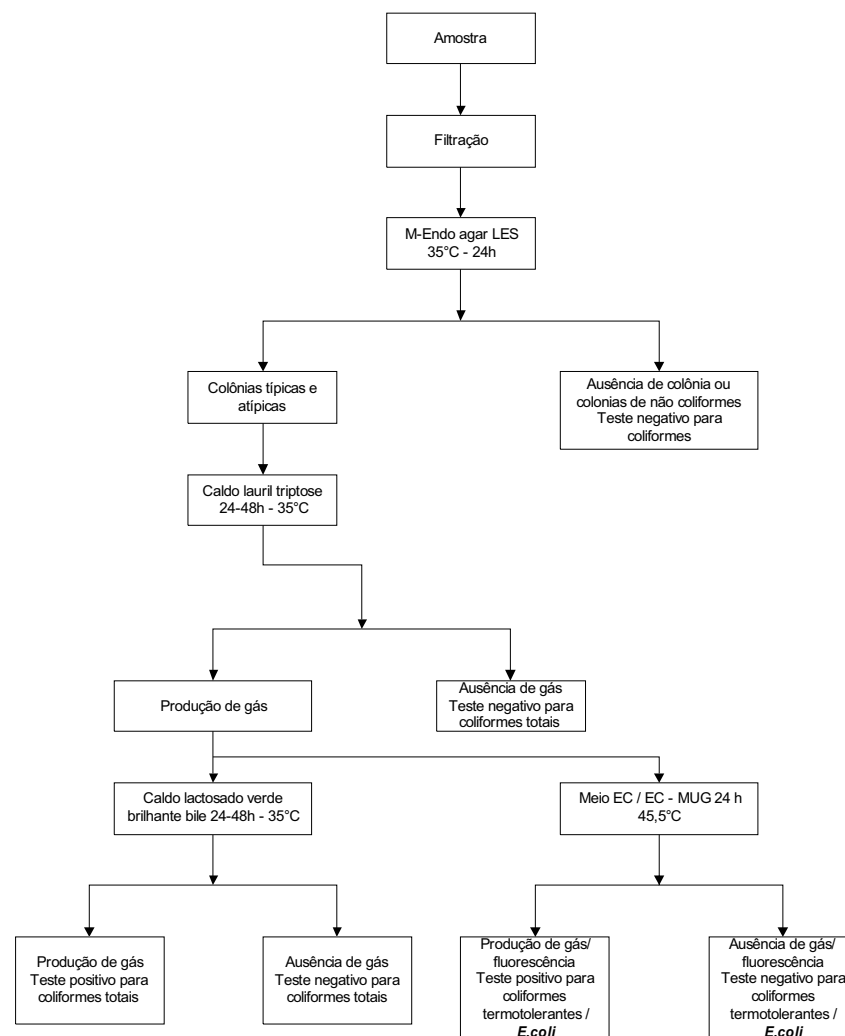 Amostra
Filtração
M-Endo agar LES
35°C - 24h
Colônias típicas e
atípicas
Ausência de colônia ou
colonias de não coliformes
Teste negativo para
coliformes
Caldo lauril triptose
24-48h - 35°C
Produção de gás
Ausência de gás
Teste negativo para
coliformes totais
Caldo lactosado verde
brilhante bile 24-48h - 35°C
Meio EC / EC - MUG 24 h
45,5°C
Produção de gás
Teste positivo para
coliformes totais
Ausência de gás
Teste negativo para
coliformes totais
Produção de gás/
fluorescência
Teste positivo para
coliformes
termotolerantes /
E.coli
Ausência de gás/
fluorescência
Teste negativo para
coliformes
termotolerantes /
E.coli